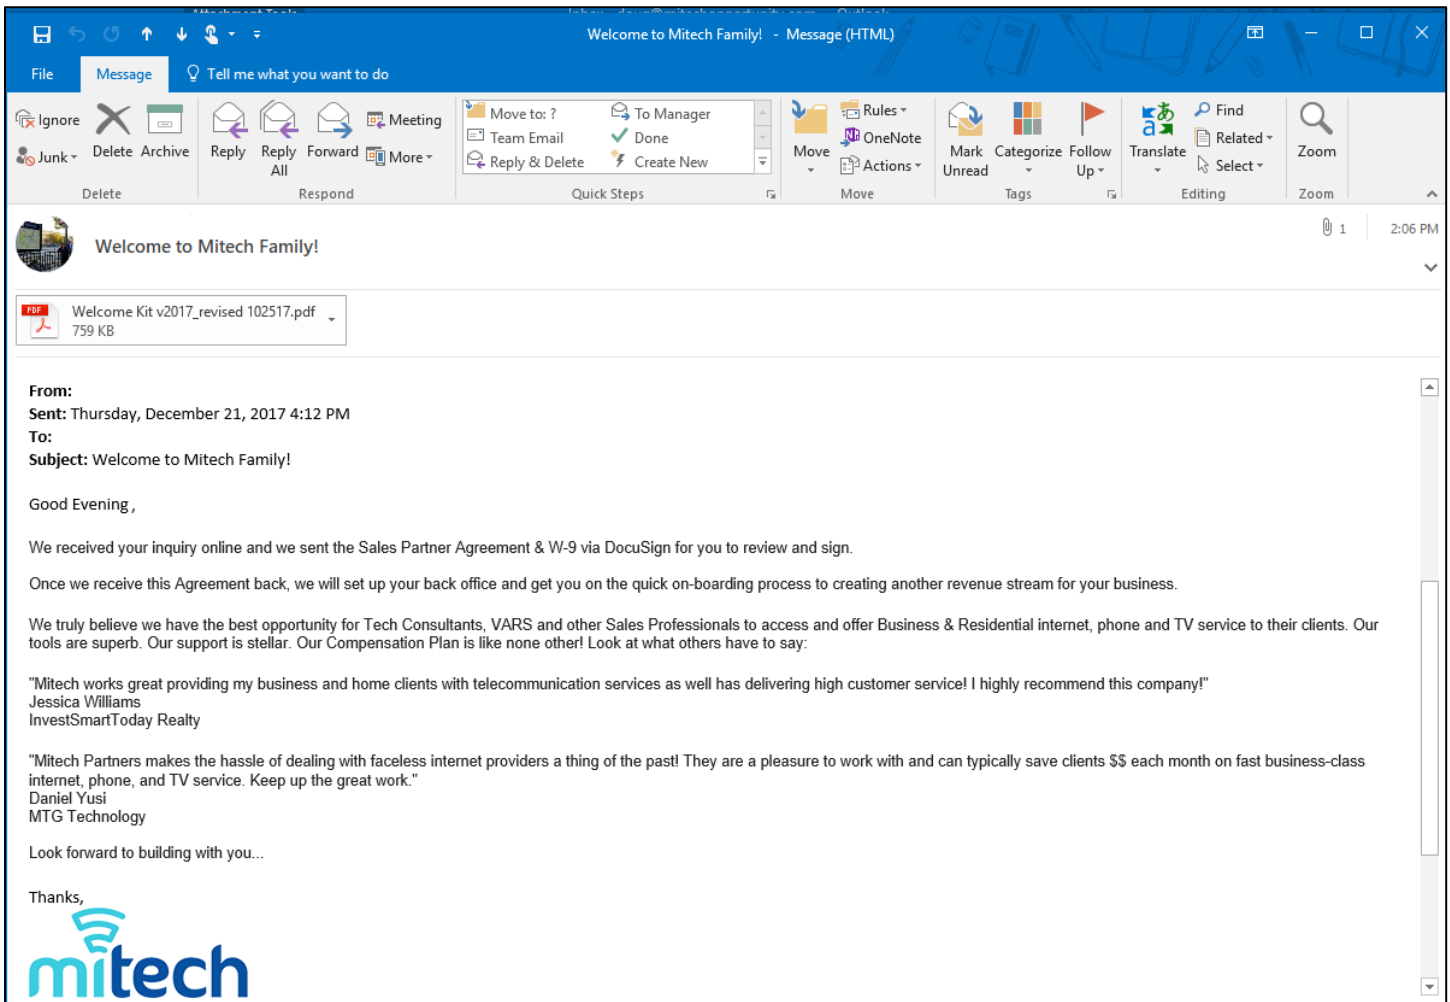 Welcome to Mitech Family! - Message (HTML)
File Message Tell me what you want to do
Ignore
Junk
Delete Archive
Reply Reply All Forward
Meeting
More
Move to: ? To Manager
Team Email Done
Reply & Delete Create New
Move
Rules
OneNote
Actions
Mark Unread Categorize Follow Up
Translate
Find
Related
Select
Zoom
Delete Respond Quick Steps Move Tags Editing Zoom
Welcome to Mitech Family!
1 2:06 PM
PDF
Welcome Kit v2017_revised 102517.pdf
759 KB
From:
Sent: Thursday, December 21, 2017 4:12 PM
To:
Subject: Welcome to Mitech Family!
Good Evening ,
We received your inquiry online and we sent the Sales Partner Agreement & W-9 via DocuSign for you to review and sign.
Once we receive this Agreement back, we will set up your back office and get you on the quick on-boarding process to creating another revenue stream for your business.
We truly believe we have the best opportunity for Tech Consultants, VARS and other Sales Professionals to access and offer Business & Residential internet, phone and TV service to their clients. Our
tools are superb. Our support is stellar. Our Compensation Plan is like none other! Look at what others have to say:
"Mitech works great providing my business and home clients with telecommunication services as well has delivering high customer service! I highly recommend this company!"
Jessica Williams
InvestSmartToday Realty
"Mitech Partners makes the hassle of dealing with faceless internet providers a thing of the past! They are a pleasure to work with and can typically save clients $$ each month on fast business-class
internet, phone, and TV service. Keep up the great work."
Daniel Yusi
MTG Technology
Look forward to building with you...
Thanks,
mitech